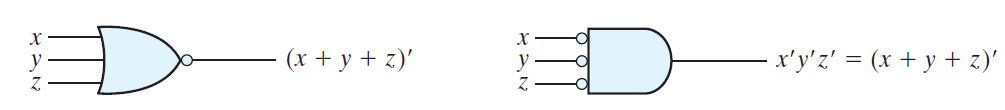 x
y
z
(x + y + z)′
x
y
z
x′y′z′ = (x + y + z)′